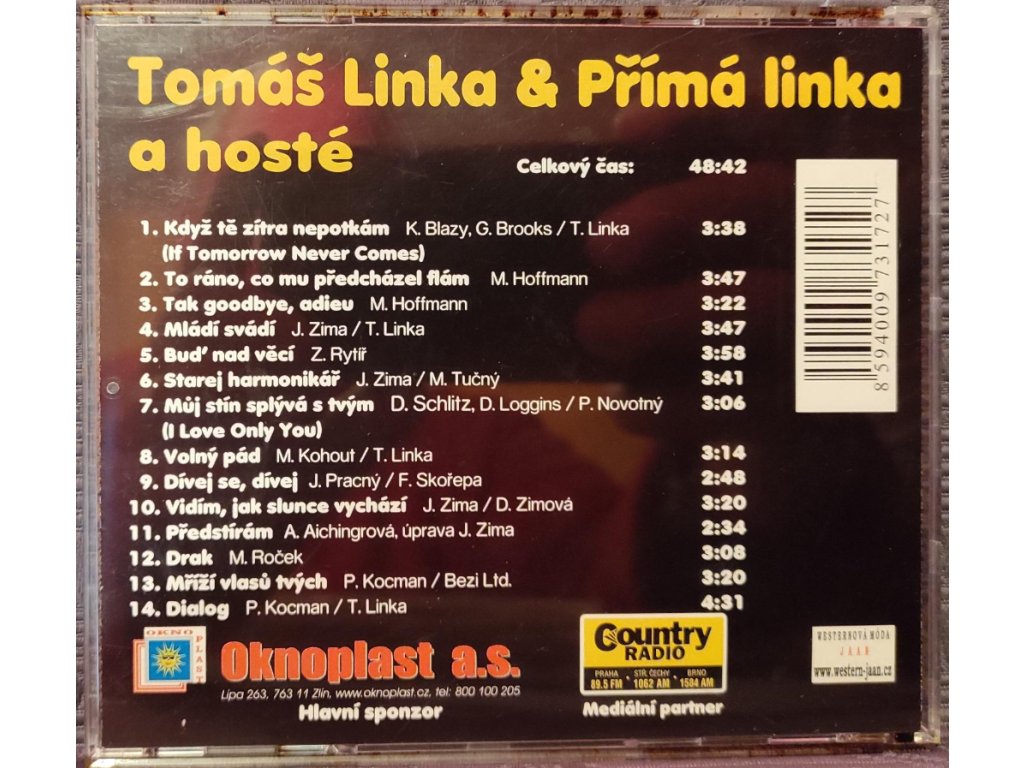 Tomáš Linka & Přímá linka
a hosté
Celkový čas: 48:42
1. Když tě zítra nepotkám K. Blazy, G. Brooks / T. Linka 3:38
(If Tomorrow Never Comes)
2. To ráno, co mu předcházel flám M. Hoffmann 3:47
3. Tak goodbye, adieu M. Hoffmann 3:22
4. Mládí svádí J. Zima / T. Linka 3:47
5. Buď nad věcí Z. Rytíř 3:58
6. Starej harmonikář J. Zima / M. Tučný 3:41
7. Můj stín splývá s tvým D. Schlitz, D. Loggins / P. Novotný 3:06
(I Love Only You)
8. Volný pád M. Kohout / T. Linka 3:14
9. Dívej se, dívej J. Pracný / F. Skořepa 2:48
10. Vidím, jak slunce vychází J. Zima / D. Zimová 3:20
11. Předstírám A. Aichingrová, úprava J. Zima 2:34
12. Drak M. Roček 3:08
13. Mříží vlasů tvých P. Kocman / Bezi Ltd. 3:20
14. Dialog P. Kocman / T. Linka 4:31
8594009731727
OKNO
PLAST
Oknoplast a.s.
Lípa 263, 763 11 Zlín, www.oknoplast.cz, tel: 800 100 205
Hlavní sponzor
Country
RADIO
PRAHA STŘ. ČECHY BRNO
89.5 FM 1062 AM 1584 AM
Mediální partner
WESTERNOVÁ MÓDA
JAAN
www.western-jaan.cz